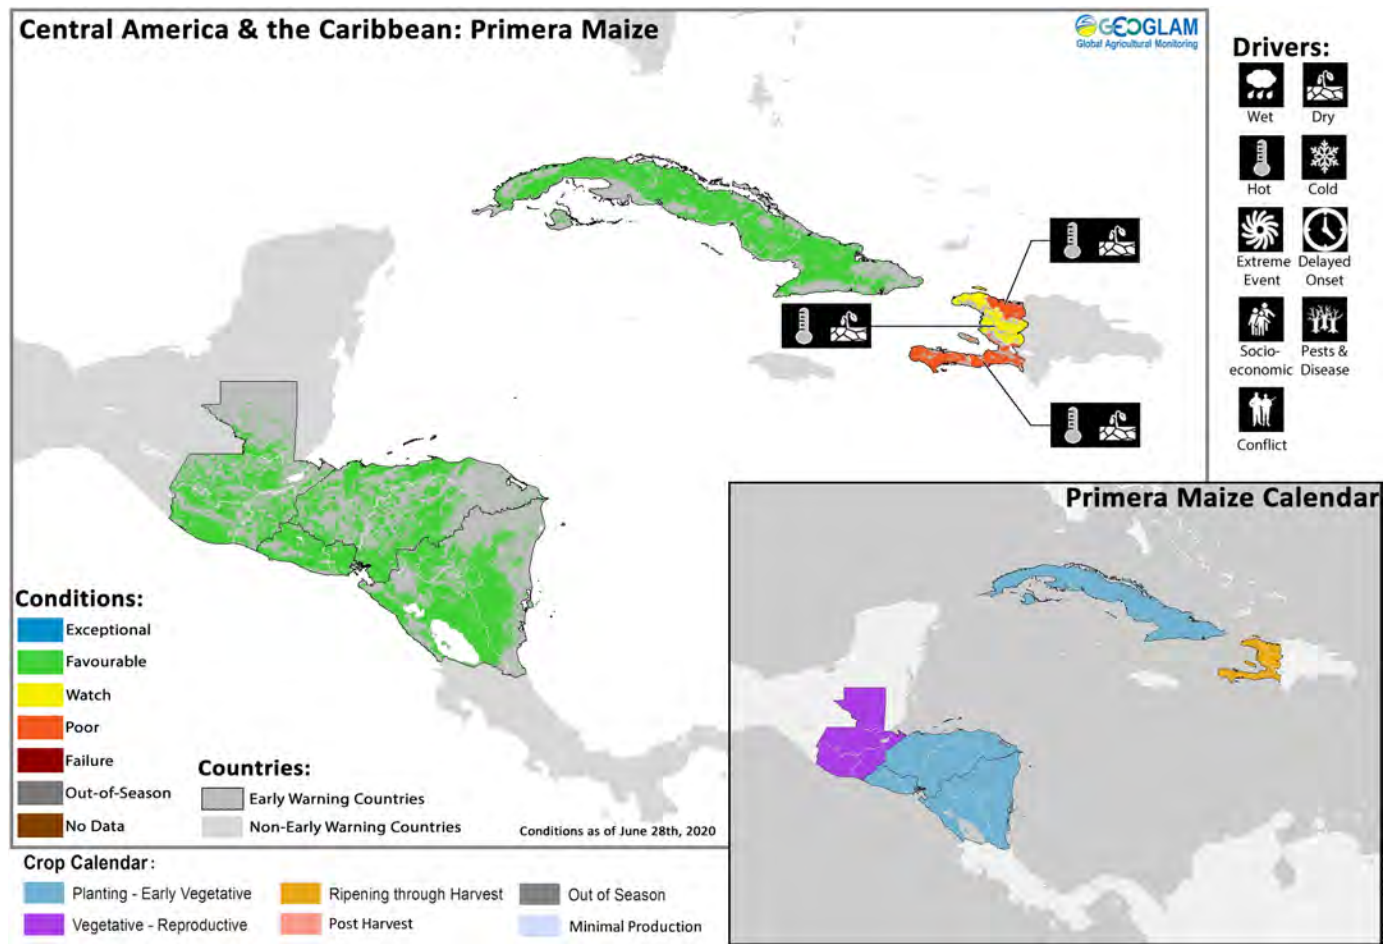 Central America & the Caribbean: Primera Maize
GEOGLAM
Global Agricultural Monitoring
Drivers:
Wet
Dry
Hot
Cold
Extreme
Event
Delayed
Onset
Socio-
economic
Pests &
Disease
Conflict
Primera Maize Calendar
Conditions:
Exceptional
Favourable
Watch
Poor
Failure
Out-of-Season
No Data
Countries:
Early Warning Countries
Non-Early Warning Countries
Conditions as of June 28th, 2020
Crop Calendar:
Planting - Early Vegetative
Vegetative - Reproductive
Ripening through Harvest
Post Harvest
Out of Season
Minimal Production